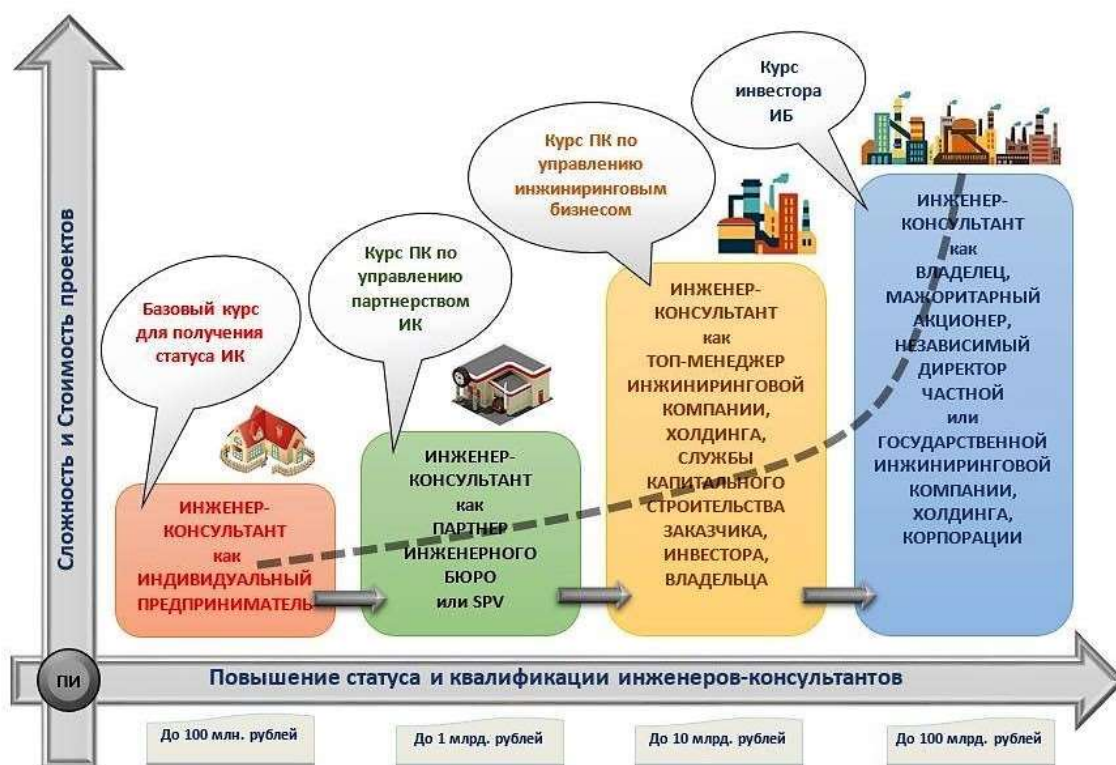 Сложность и Стоимость проектов
Базовый курс
для получения
статуса ИК
Курс ПК по
управлению
партнерством
ИК
Курс ПК по
управлению
инжиниринговым
бизнесом
Курс
инвестора
ИБ
ИНЖЕНЕР-
КОНСУЛЬТАНТ
как
ИНДИВИДУАЛЬНЫЙ
ПРЕДПРИНИМАТЕЛЬ
ИНЖЕНЕР-
КОНСУЛЬТАНТ
как
ПАРТНЕР
ИНЖЕНЕРНОГО
БЮРО
или SPV
ИНЖЕНЕР-
КОНСУЛЬТАНТ
как
ТОП-МЕНЕДЖЕР
ИНЖИНИРИНГОВОЙ
КОМПАНИИ,
ХОЛДИНГА,
СЛУЖБЫ
КАПИТАЛЬНОГО
СТРОИТЕЛЬСТВА
ЗАКАЗЧИКА,
ИНВЕСТОРА,
ВЛАДЕЛЬЦА
ИНЖЕНЕР-
КОНСУЛЬТАНТ
как
ВЛАДЕЛЕЦ,
МАЖОРИТАРНЫЙ
АКЦИОНЕР,
НЕЗАВИСИМЫЙ
ДИРЕКТОР
ЧАСТНОЙ
или
ГОСУДАРСТВЕННОЙ
ИНЖИНИРИНГОВОЙ
КОМПАНИИ,
ХОЛДИНГА,
КОРПОРАЦИИ
ПИ
Повышение статуса и квалификации инженеров-консультантов
До 100 млн. рублей
До 1 млрд. рублей
До 10 млрд. рублей
До 100 млрд. рублей